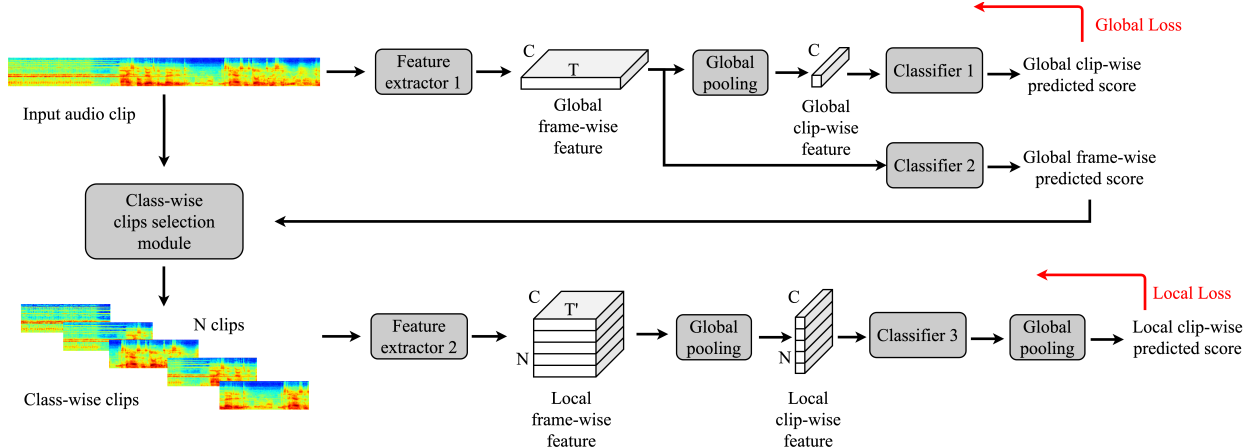 Global Loss
Input audio clip
Feature
extractor 1
C
T
Global
frame-wise
feature
Global
pooling
C
Global
clip-wise
feature
Classifier 1
Global clip-wise
predicted score
Classifier 2
Global frame-wise
predicted score
Class-wise
clips selection
module
N clips
Class-wise clips
Feature
extractor 2
C
T'
N
Local
frame-wise
feature
Global
pooling
C
N
Local
clip-wise
feature
Classifier 3
Global
pooling
Local Loss
Local clip-wise
predicted score